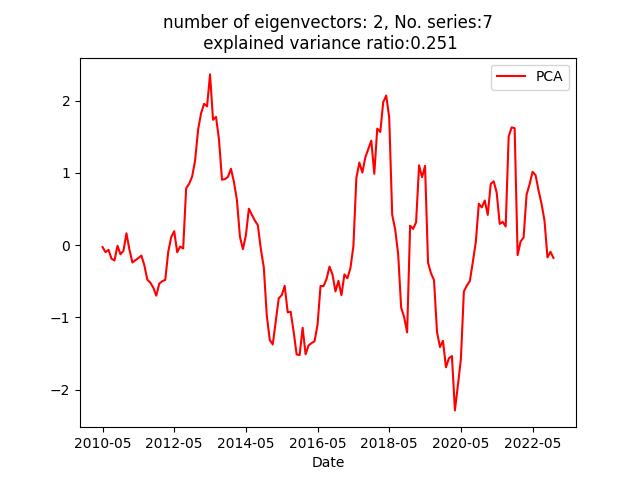 number of eigenvectors: 2, No. series:7
explained variance ratio:0.251
PCA
2
1
0
−1
−2
2010-05 2012-05 2014-05 2016-05 2018-05 2020-05 2022-05
Date